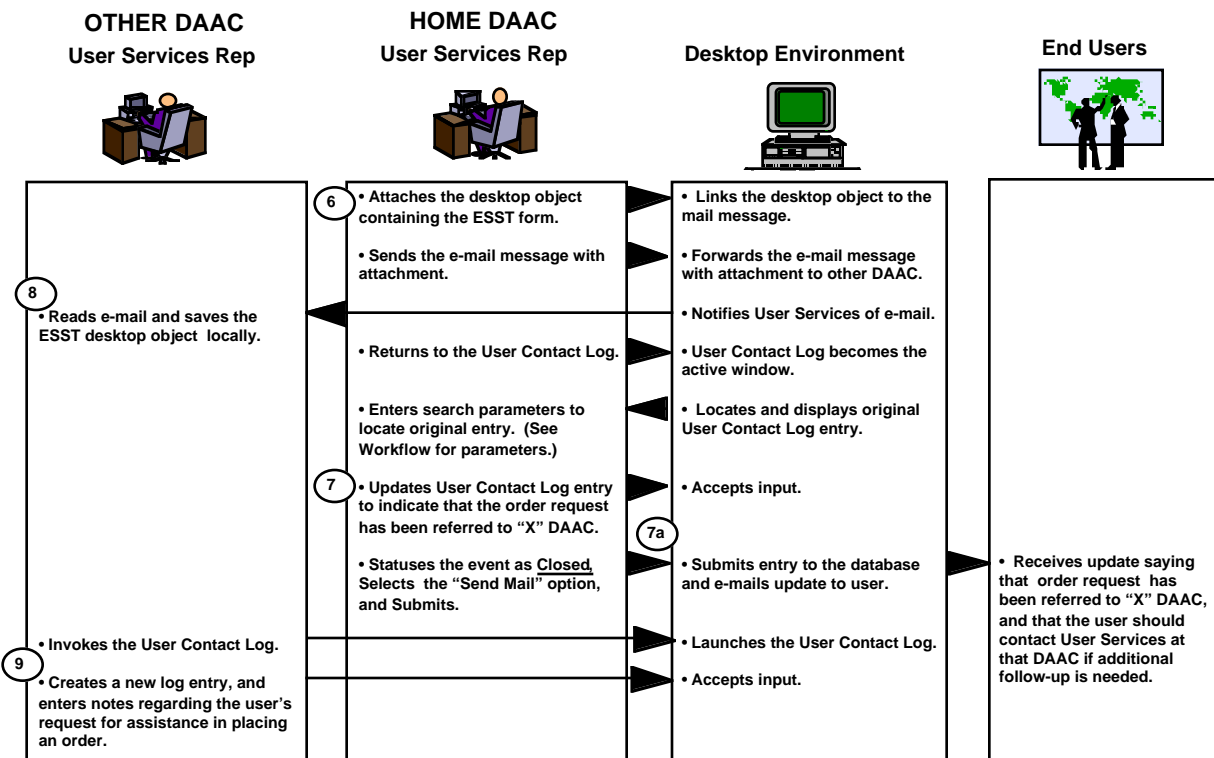 OTHER DAAC
User Services Rep
HOME DAAC
User Services Rep
Desktop Environment
End Users
6
• Attaches the desktop object
containing the ESST form.
• Links the desktop object to the
mail message.
• Sends the e-mail message with
attachment.
• Forwards the e-mail message
with attachment to other DAAC.
8
• Reads e-mail and saves the
ESST desktop object locally.
• Notifies User Services of e-mail.
• Returns to the User Contact Log.
• User Contact Log becomes the
active window.
• Enters search parameters to
locate original entry. (See
Workflow for parameters.)
• Locates and displays original
User Contact Log entry.
7
• Updates User Contact Log entry
to indicate that the order request
has been referred to “X” DAAC.
• Accepts input.
7a
• Statuses the event as Closed,
Selects the “Send Mail” option,
and Submits.
• Submits entry to the database
and e-mails update to user.
• Receives update saying
that order request has
been referred to “X” DAAC,
and that the user should
contact User Services at
that DAAC if additional
follow-up is needed.
• Invokes the User Contact Log.
• Launches the User Contact Log.
9
• Creates a new log entry, and
enters notes regarding the user’s
request for assistance in placing
an order.
• Accepts input.